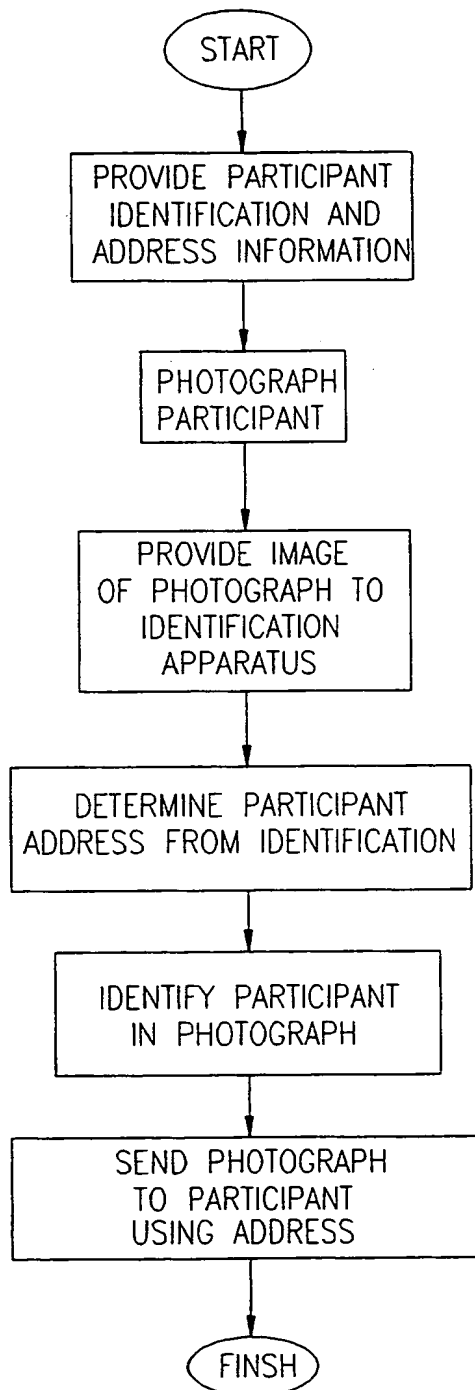 START
PROVIDE PARTICIPANT
IDENTIFICATION AND
ADDRESS INFORMATION
PHOTOGRAPH
PARTICIPANT
PROVIDE IMAGE
OF PHOTOGRAPH TO
IDENTIFICATION
APPARATUS
DETERMINE PARTICIPANT
ADDRESS FROM IDENTIFICATION
IDENTIFY PARTICIPANT
IN PHOTOGRAPH
SEND PHOTOGRAPH
TO PARTICIPANT
USING ADDRESS
FINSH